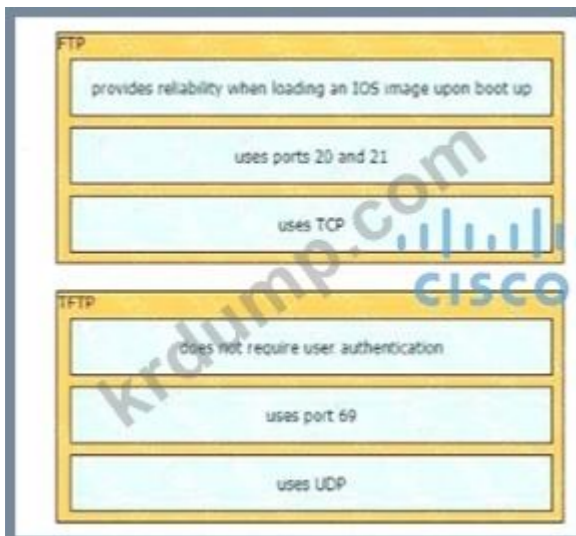 FTP
provides reliability when loading an IOS image upon boot up
uses ports 20 and 21
uses TCP
CISCO
TFTP
does not require user authentication
uses port 69
uses UDP
krdump.com